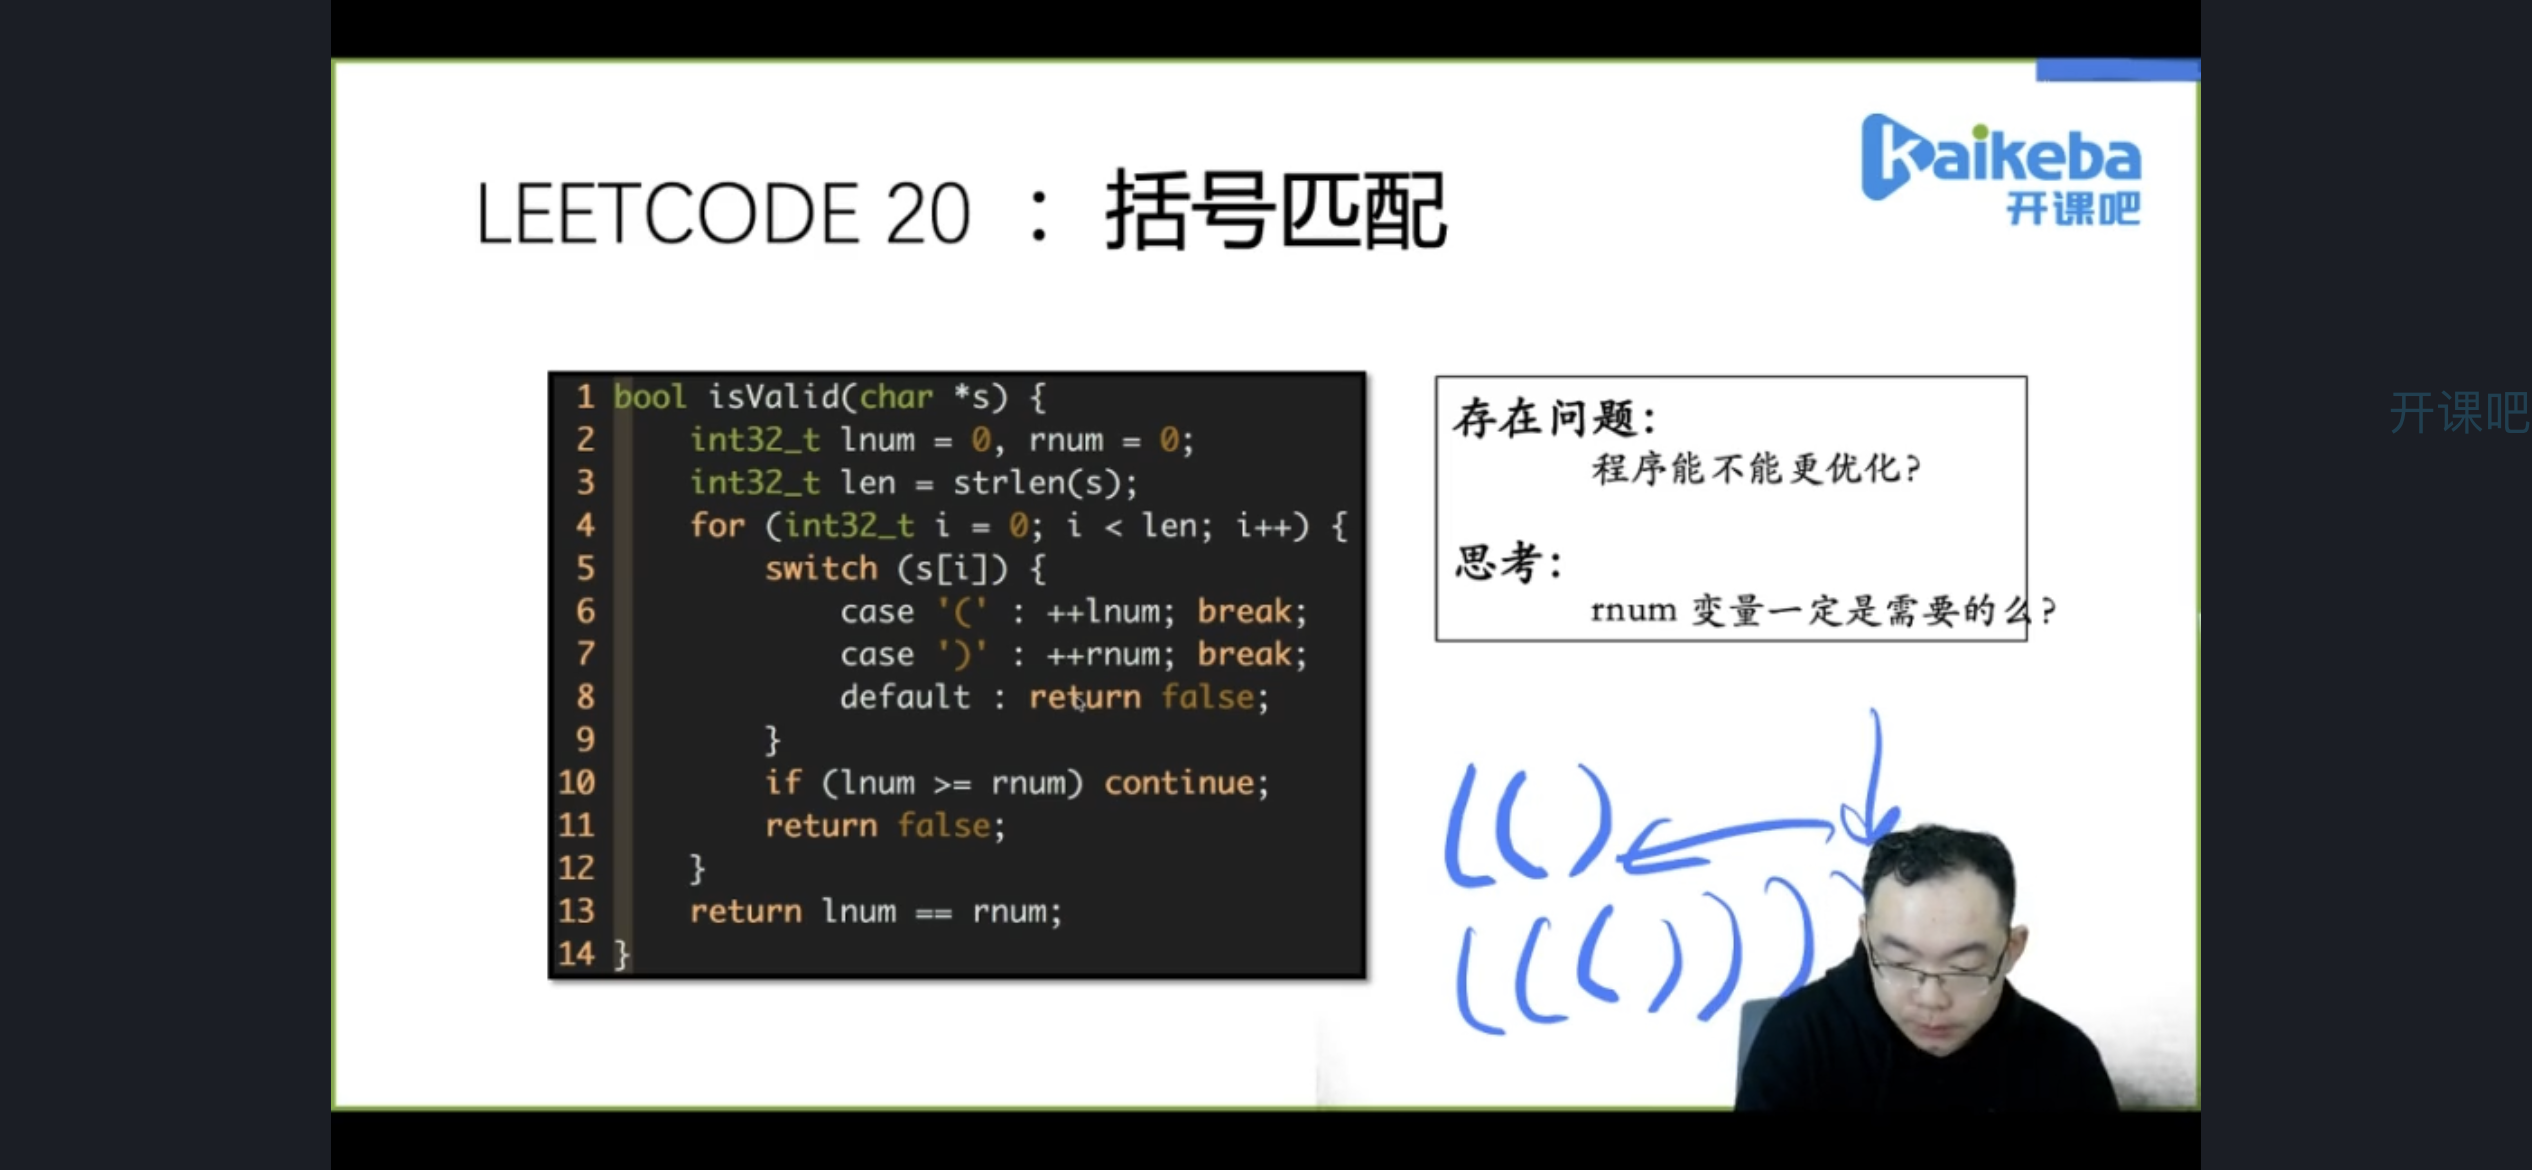 Kaikeba
开课吧
LEETCODE 20 ： 括号匹配
1 bool isValid(char *s) {
2     int32_t lnum = 0, rnum = 0;
3     int32_t len = strlen(s);
4     for (int32_t i = 0; i < len; i++) {
5         switch (s[i]) {
6             case '(' : ++lnum; break;
7             case ')' : ++rnum; break;
8             default : return false;
9         }
10         if (lnum >= rnum) continue;
11         return false;
12     }
13     return lnum == rnum;
14 }
存在问题：
程序能不能更优化？
思考：
rnum 变量一定是需要的么？
(()
((()))
开课吧